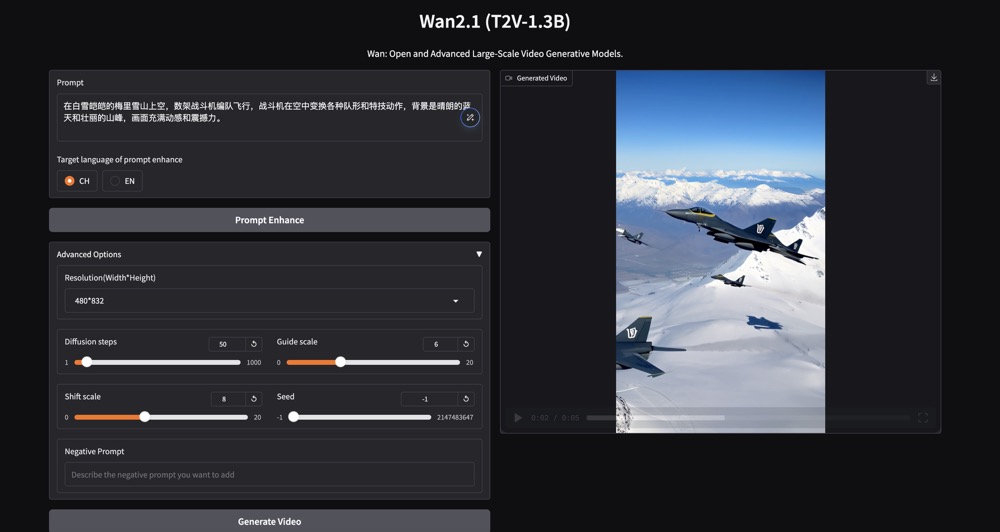 Wan2.1 (T2V-1.3B)
Wan: Open and Advanced Large-Scale Video Generative Models.
Prompt
在白雪皑皑的梅里雪山上空，数架战斗机编队飞行，战斗机在空中变换各种队形和特技动作，背景是晴朗的蓝
天和壮丽的山峰，画面充满动感和震撼力。
Target language of prompt enhance
CH
EN
Prompt Enhance
Advanced Options
Resolution(Width*Height)
480*832
Diffusion steps
50
1
1000
Guide scale
6
0
20
Shift scale
8
0
20
Seed
-1
-1
2147483647
Negative Prompt
Describe the negative prompt you want to add
Generate Video
Generated Video
0:02 / 0:05